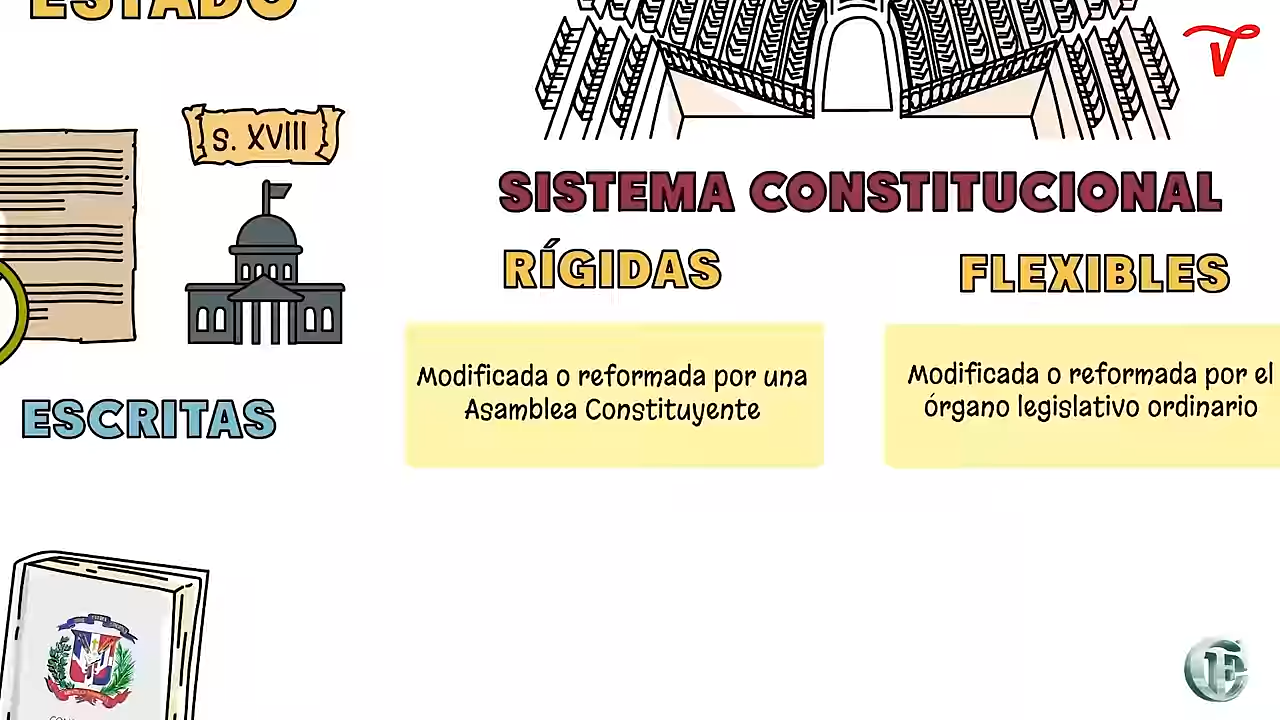 ESTADO
S. XVIII
SISTEMA CONSTITUCIONAL
RÍGIDAS
FLEXIBLES
Modificada o reformada por una
Asamblea Constituyente
Modificada o reformada por el
órgano legislativo ordinario
ESCRITAS